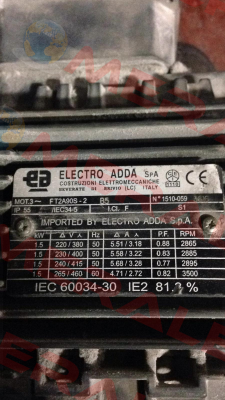 ea ELECTRO ADDA SpA
COSTRUZIONI ELETTROMECCANICHE
BEVERATE DI BRIVIO (LC) ITALY
CE
MOT.3~ FT2A90S - 2 B5 N° 1510-059
IP 55 IEC34-5 I.CL. F S1
IMPORTED BY ELECTRO ADDA S.p.A.
kW V Hz A P.F. RPM
1.5 220 / 380 50 5.51 / 3.18 0.88 2865
1.5 230 / 400 50 5.58 / 3.22 0.83 2885
1.5 240 / 415 50 5.68 / 3.28 0.77 2895
1.5 265 / 460 60 4.71 / 2.72 0.82 3500
IEC 60034-30 IE2 81,3 %